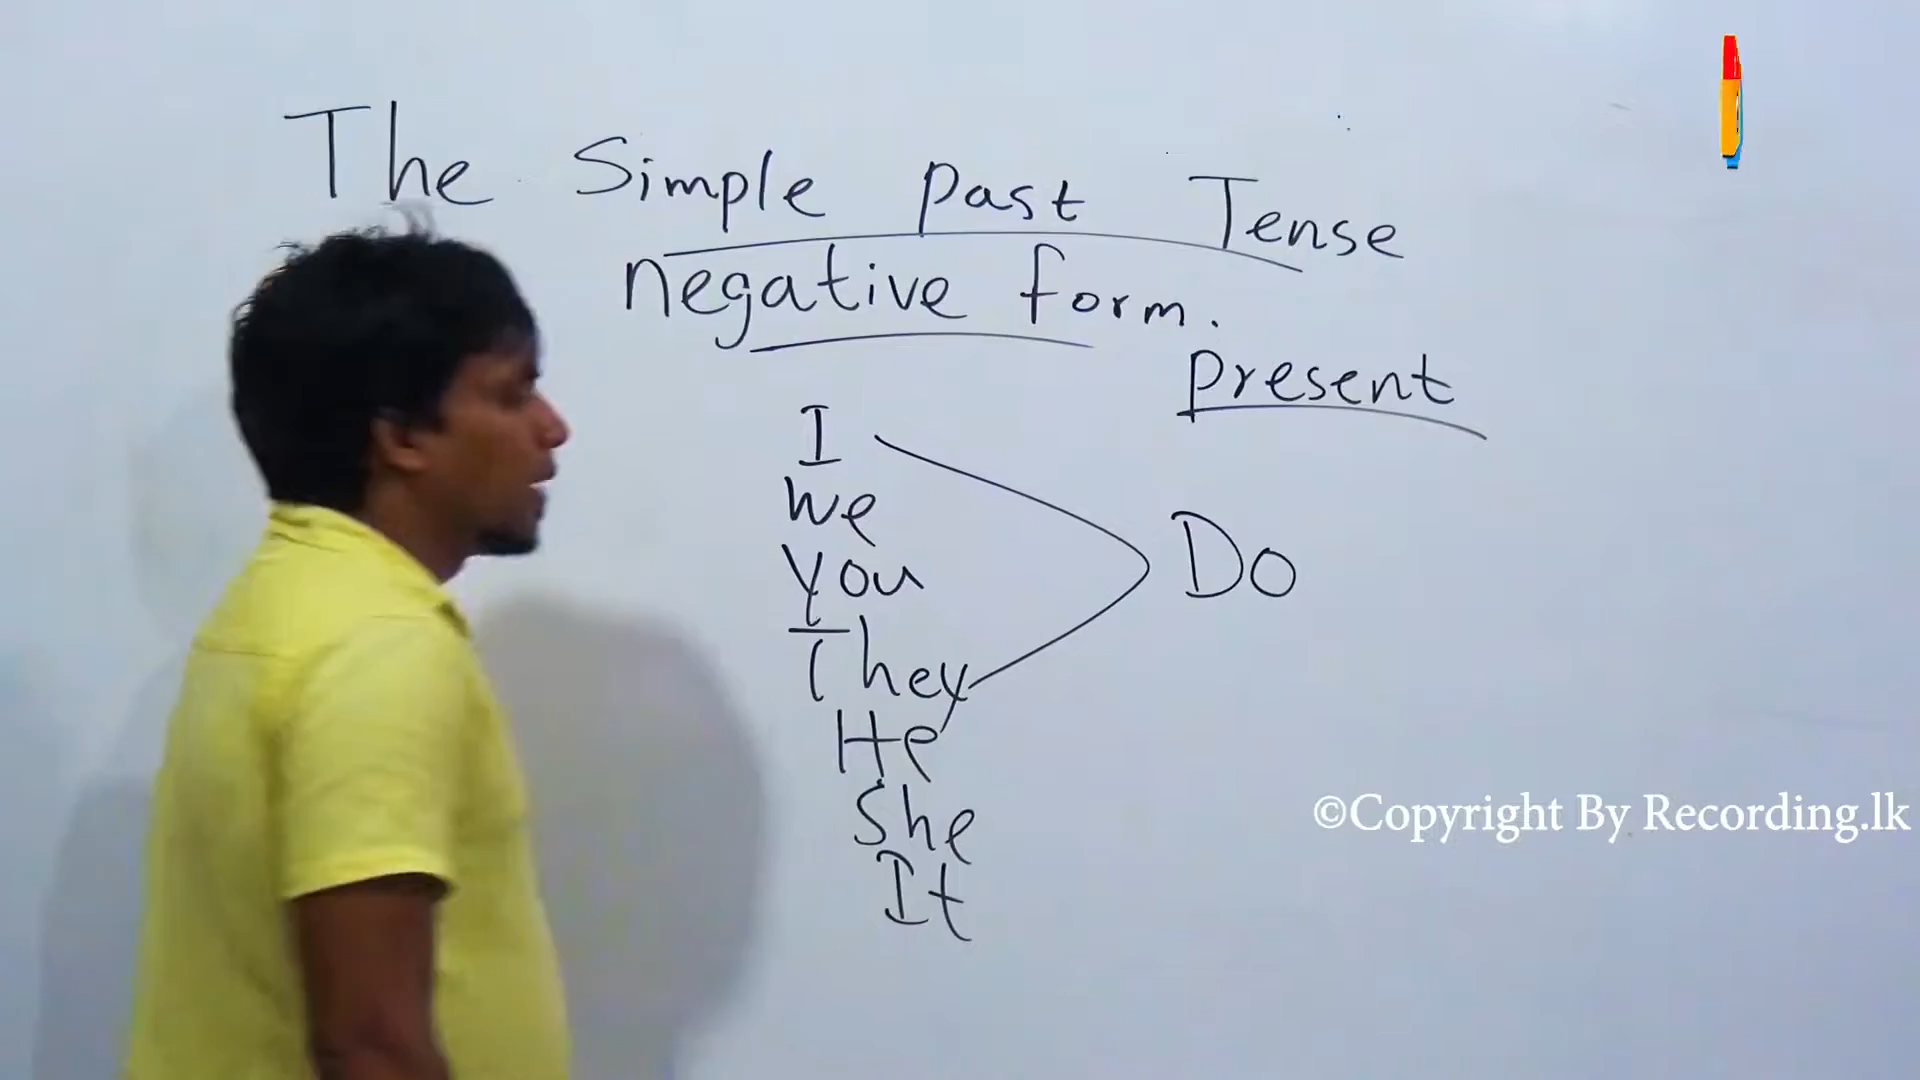 The Simple past Tense
negative form.
present
I
we
you
They
He
She
It
Do
©Copyright By Recording.lk